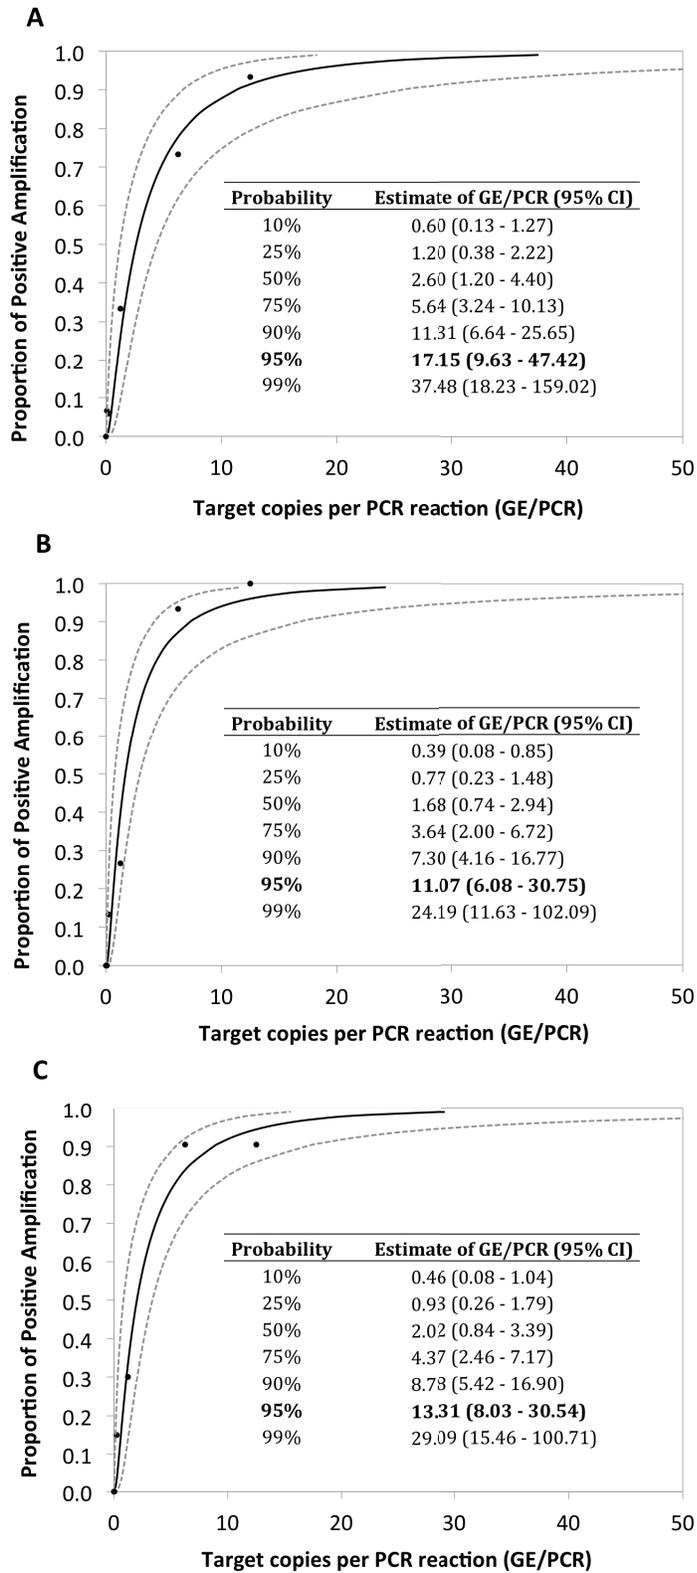 A
Proportion of Positive Amplification
1.0
0.9
0.8
0.7
0.6
0.5
0.4
0.3
0.2
0.1
0.0
Probability Estimate of GE/PCR (95% CI)
10% 0.60 (0.13 - 1.27)
25% 1.20 (0.38 - 2.22)
50% 2.60 (1.20 - 4.40)
75% 5.64 (3.24 - 10.13)
90% 11.31 (6.64 - 25.65)
95% 17.15 (9.63 - 47.42)
99% 37.48 (18.23 - 159.02)
0 10 20 30 40 50
Target copies per PCR reaction (GE/PCR)
B
Proportion of Positive Amplification
1.0
0.9
0.8
0.7
0.6
0.5
0.4
0.3
0.2
0.1
0.0
Probability Estimate of GE/PCR (95% CI)
10% 0.39 (0.08 - 0.85)
25% 0.77 (0.23 - 1.48)
50% 1.68 (0.74 - 2.94)
75% 3.64 (2.00 - 6.72)
90% 7.30 (4.16 - 16.77)
95% 11.07 (6.08 - 30.75)
99% 24.19 (11.63 - 102.09)
0 10 20 30 40 50
Target copies per PCR reaction (GE/PCR)
C
Proportion of Positive Amplification
1.0
0.9
0.8
0.7
0.6
0.5
0.4
0.3
0.2
0.1
0.0
Probability Estimate of GE/PCR (95% CI)
10% 0.46 (0.08 - 1.04)
25% 0.93 (0.26 - 1.79)
50% 2.02 (0.84 - 3.39)
75% 4.37 (2.46 - 7.17)
90% 8.78 (5.42 - 16.90)
95% 13.31 (8.03 - 30.54)
99% 29.09 (15.46 - 100.71)
0 10 20 30 40 50
Target copies per PCR reaction (GE/PCR)